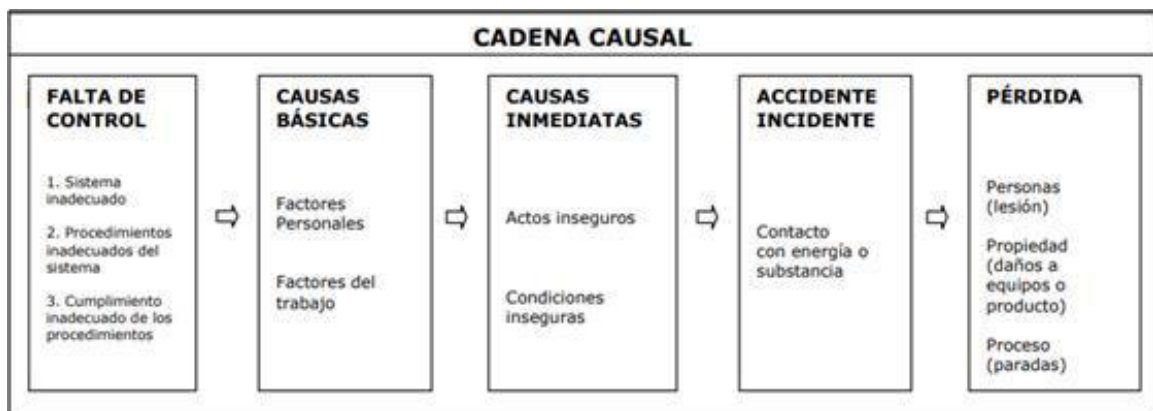 CADENA CAUSAL
FALTA DE
CONTROL
1. Sistema
inadecuado
2. Procedimientos
inadecuados del
sistema
3. Cumplimiento
inadecuado de los
procedimientos
CAUSAS
BÁSICAS
Factores
Personales
Factores del
trabajo
CAUSAS
INMEDIATAS
Actos inseguros
Condiciones
inseguras
ACCIDENTE
INCIDENTE
Contacto
con energía o
substancia
PÉRDIDA
Personas
(lesión)
Propiedad
(daños a
equipos o
producto)
Proceso
(paradas)